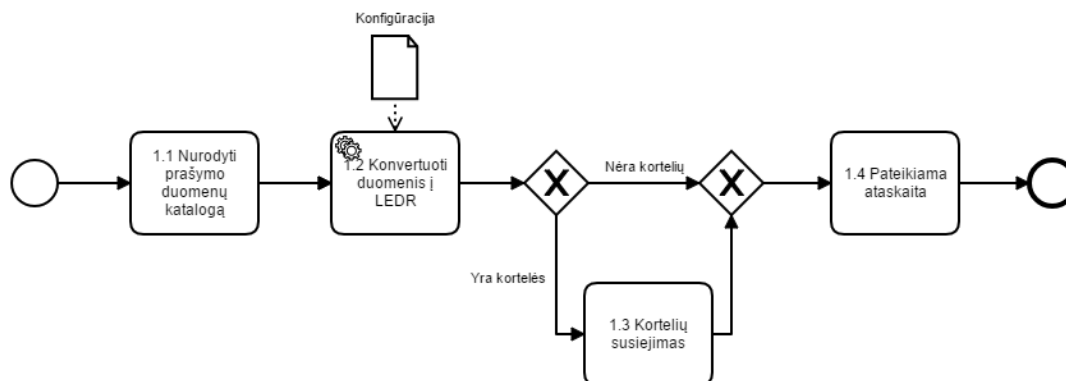 Konfigūracija
1.1 Nurodyti
prašymo
duomenų
katalogą
1.2 Konvertuoti
duomenis į
LEDR
Nėra kortelių
1.4 Pateikiama
ataskaita
Yra kortelės
1.3 Kortelių
susiejimas